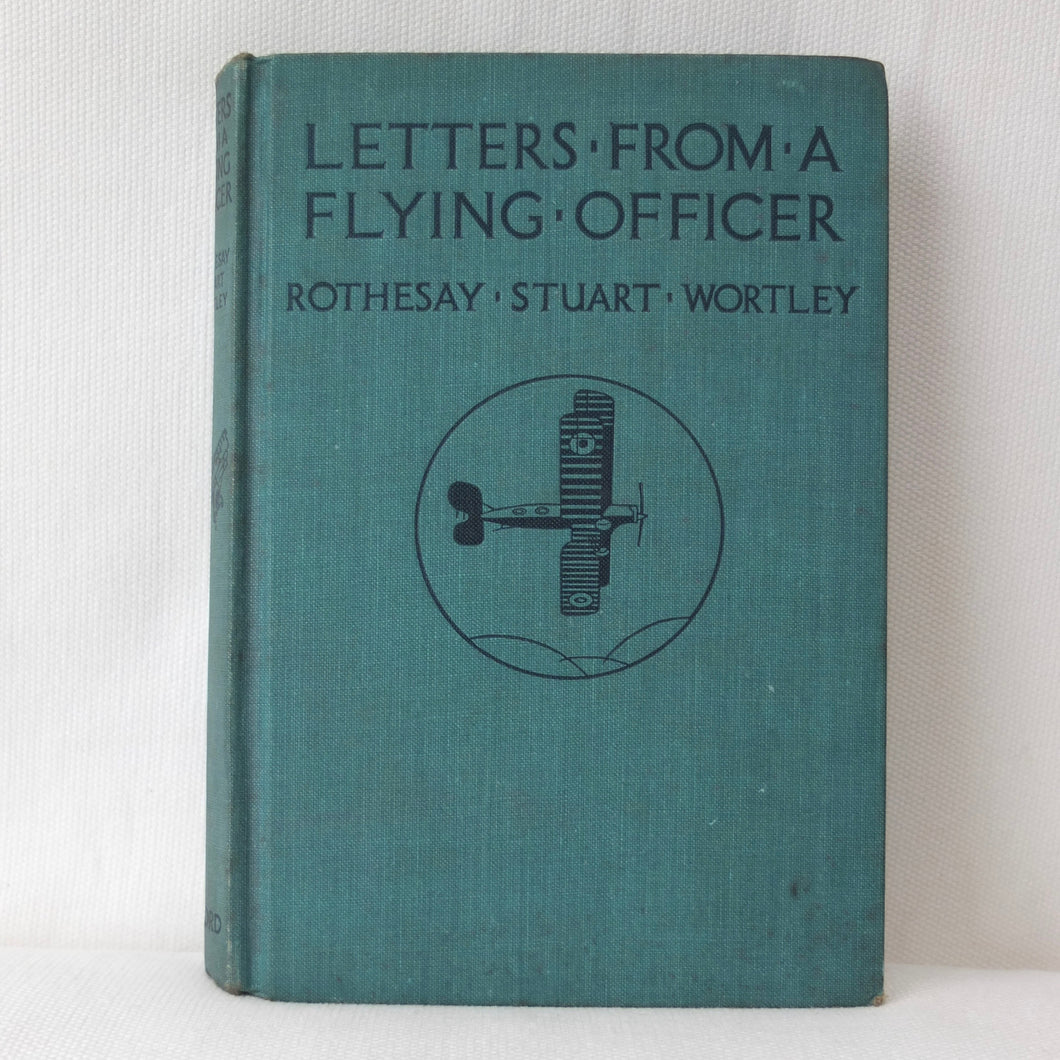 LETTERS · FROM · A
FLYING · OFFICER
ROTHESAY · STUART · WORTLEY